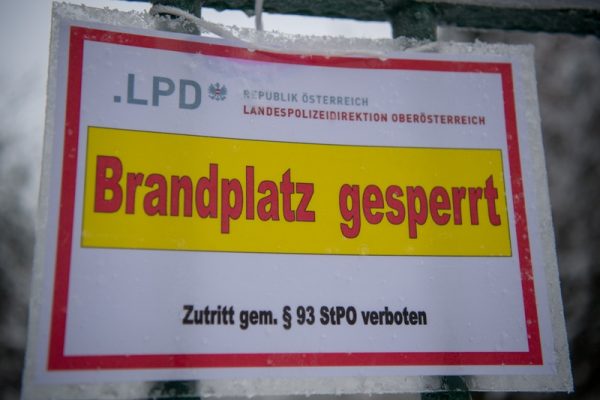 .LPD
REPUBLIK ÖSTERREICH
LANDESPOLIZEIDIREKTION OBERÖSTERREICH
Brandplatz gesperrt
Zutritt gem. § 93 StPO verboten